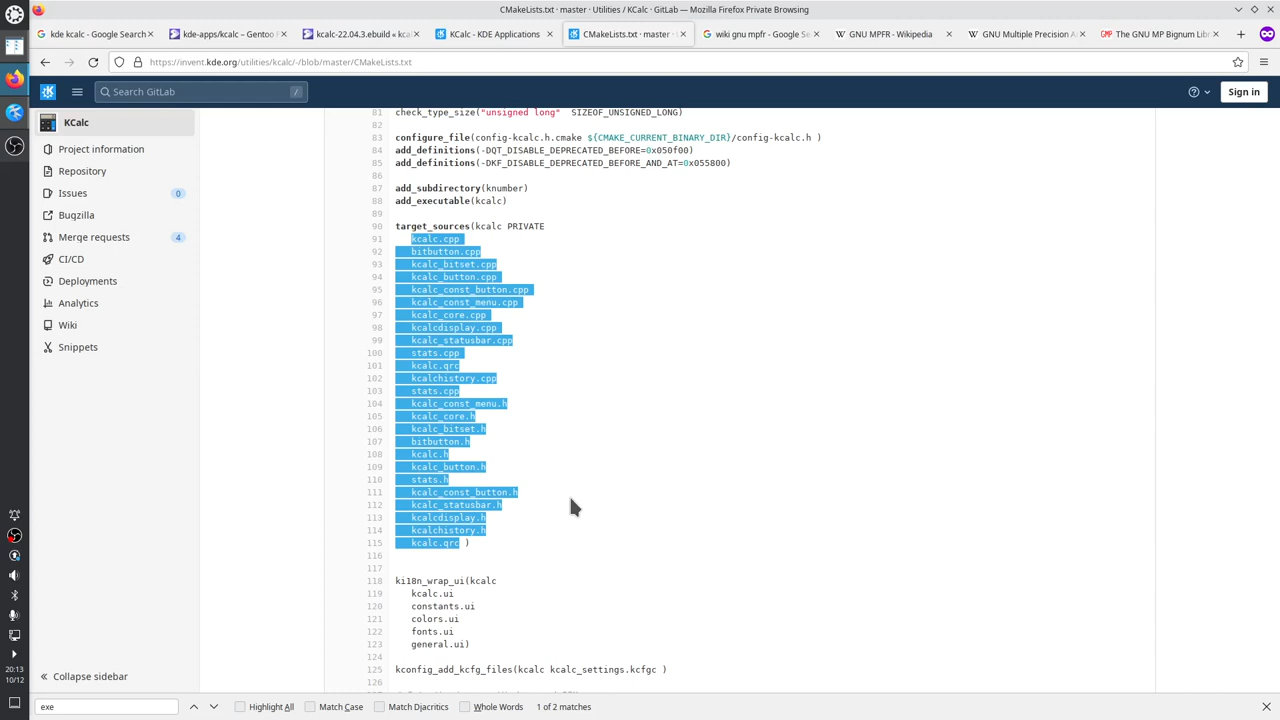 CMakeLists.txt · master · Utilities / KCalc · GitLab — Mozilla Firefox Private Browsing
kde kcalc - Google Search
kde-apps/kcalc – Gentoo
kcalc-22.04.3.ebuild « kcal
KCalc - KDE Applications
CMakeLists.txt · master ·
wiki gnu mpfr - Google Se
GNU MPFR - Wikipedia
GNU Multiple Precision A
The GNU MP Bignum Lib
https://invent.kde.org/utilities/kcalc/-/blob/master/CMakeLists.txt
Search GitLab
/
Sign in
KCalc
Project information
Repository
Issues 0
Bugzilla
Merge requests 4
CI/CD
Deployments
Analytics
Wiki
Snippets
Collapse sidebar
81 check_type_size("unsigned long" SIZEOF_UNSIGNED_LONG)
82
83 configure_file(config-kcalc.h.cmake ${CMAKE_CURRENT_BINARY_DIR}/config-kcalc.h )
84 add_definitions(-DQT_DISABLE_DEPRECATED_BEFORE=0x050f00)
85 add_definitions(-DKF_DISABLE_DEPRECATED_BEFORE_AND_AT=0x055800)
86
87 add_subdirectory(knumber)
88 add_executable(kcalc)
89
90 target_sources(kcalc PRIVATE
91 kcalc.cpp
92 bitbutton.cpp
93 kcalc_bitset.cpp
94 kcalc_button.cpp
95 kcalc_const_button.cpp
96 kcalc_const_menu.cpp
97 kcalc_core.cpp
98 kcalcdisplay.cpp
99 kcalc_statusbar.cpp
100 stats.cpp
101 kcalc.qrc
102 kcalchistory.cpp
103 stats.cpp
104 kcalc_const_menu.h
105 kcalc_core.h
106 kcalc_bitset.h
107 bitbutton.h
108 kcalc.h
109 kcalc_button.h
110 stats.h
111 kcalc_const_button.h
112 kcalc_statusbar.h
113 kcalcdisplay.h
114 kcalchistory.h
115 kcalc.qrc )
116
117
118 ki18n_wrap_ui(kcalc
119 kcalc.ui
120 constants.ui
121 colors.ui
122 fonts.ui
123 general.ui)
124
125 kconfig_add_kcfg_files(kcalc kcalc_settings.kcfgc )
126
20:13
10/12
exe
Highlight All
Match Case
Match Diacritics
Whole Words
1 of 2 matches